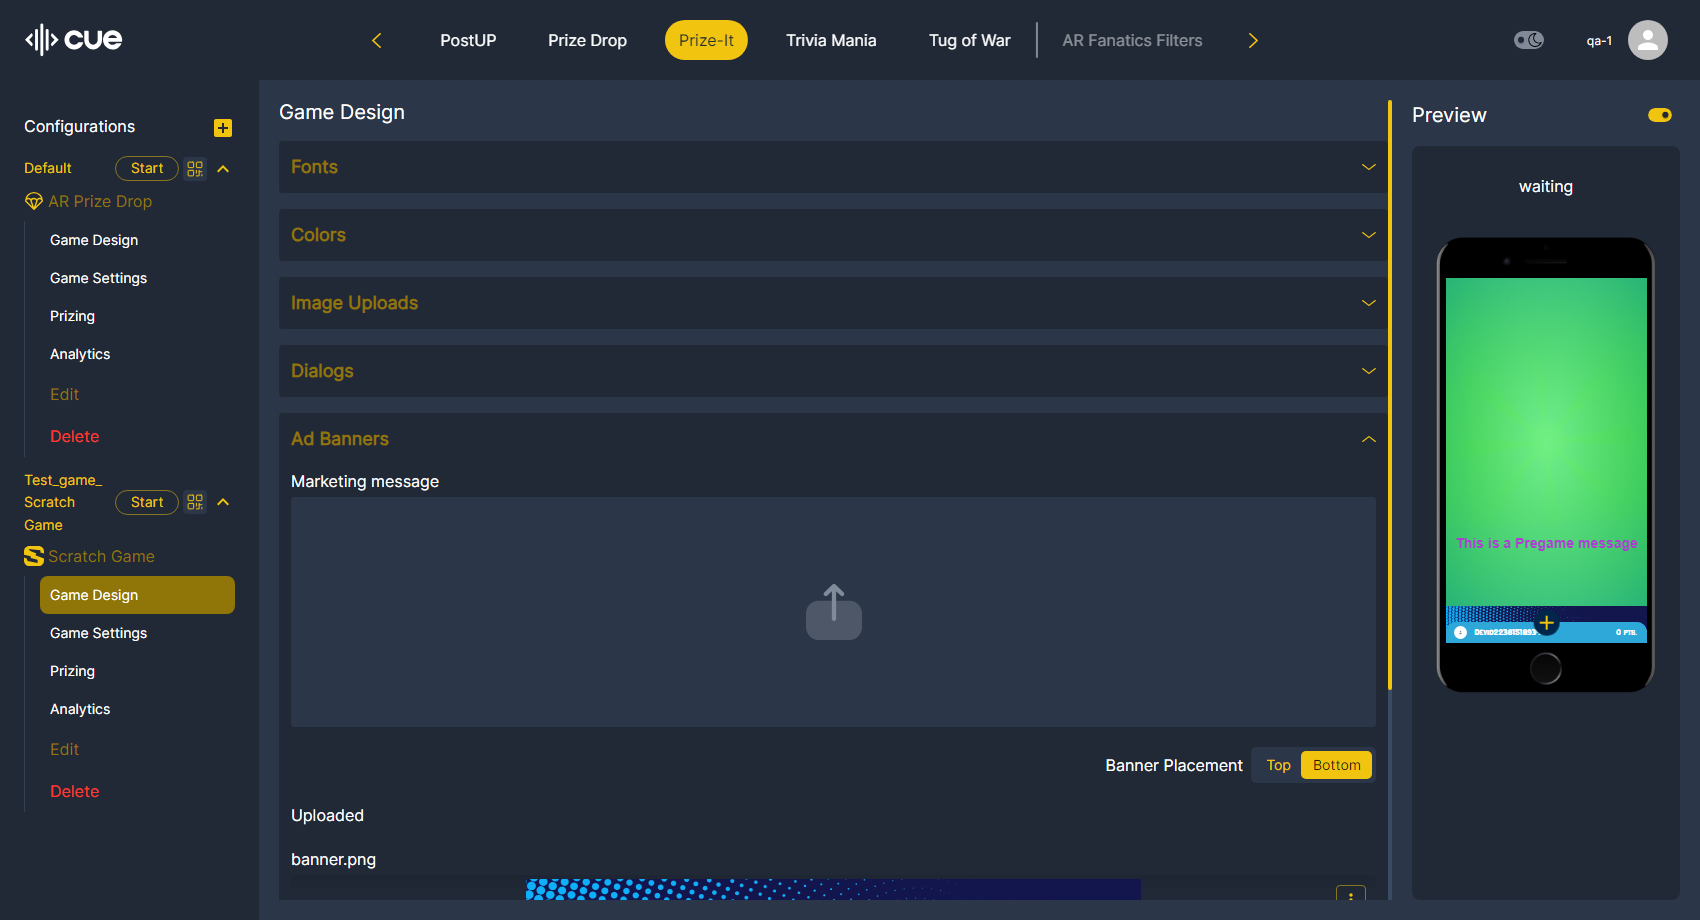 cue
PostUP
Prize Drop
Prize-It
Trivia Mania
Tug of War
AR Fanatics Filters
qa-1
Configurations
Default
Start
AR Prize Drop
Game Design
Game Settings
Prizing
Analytics
Edit
Delete
Test_game_
Scratch
Game
Start
Scratch Game
Game Design
Game Settings
Prizing
Analytics
Edit
Delete
Game Design
Fonts
Colors
Image Uploads
Dialogs
Ad Banners
Marketing message
Banner Placement
Top
Bottom
Uploaded
banner.png
Preview
waiting
This is a Pregame message
0 PTS.